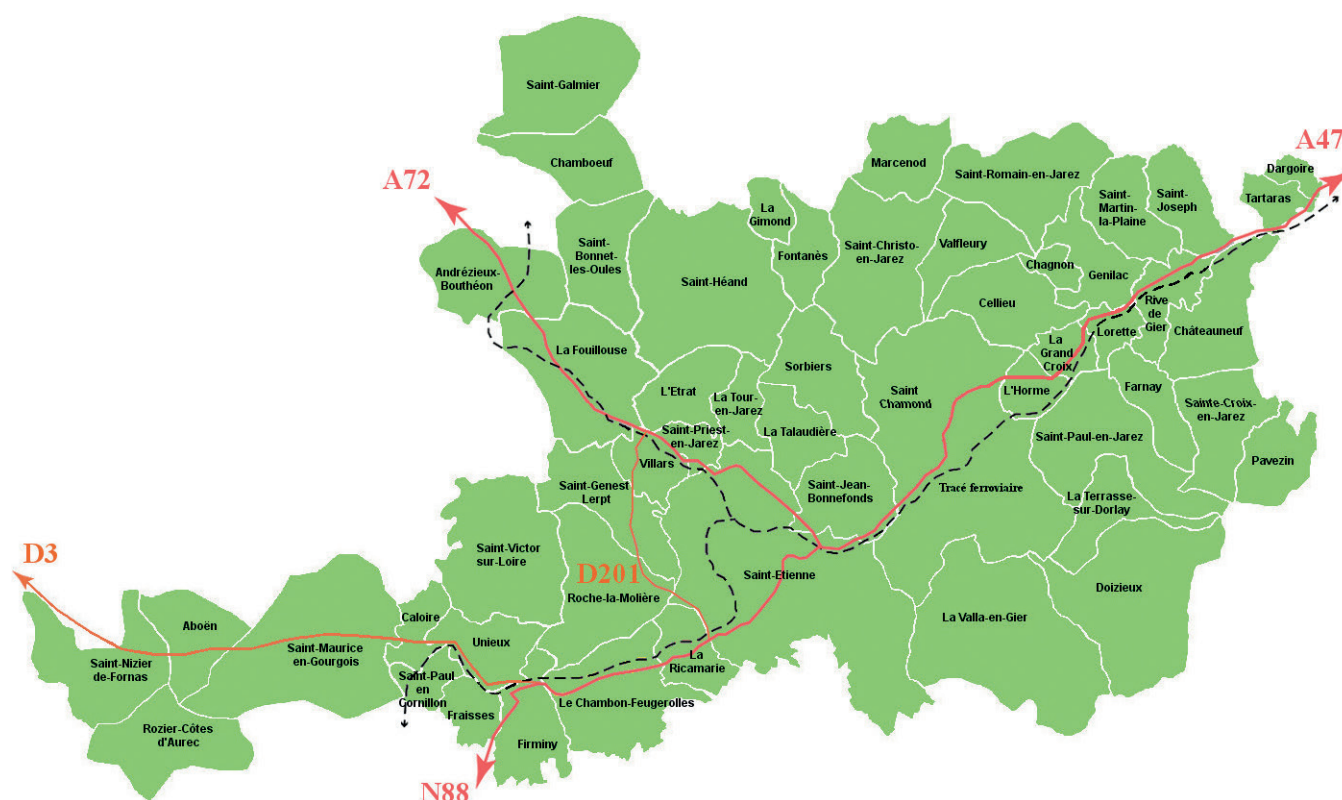 Saint-Galmier
Chamboeuf
A72
Marcenod
Saint-Romain-en-Jarez
A47
Dargoire
Tartaras
Saint-
Martin-
la-Plaine
Saint-
Joseph
La
Gimond
Fontanès
Saint-Christo
-en-Jarez
Valfleury
Chagnon
Genilac
Saint-
Bonnet
-les-Oules
Andrézieux-
Bouthéon
Saint-Héand
Cellieu
Rive
de
Gier
Lorette
Châteauneuf
La Fouillouse
La
Grand
Croix
Sorbiers
L'Etrat
La Tour-
en-Jarez
Saint
Chamond
L'Horme
Farnay
Sainte-Croix-
en-Jarez
Saint-Priest-
en-Jarez
La Talaudière
Saint-Paul-en-Jarez
Pavezin
Villars
Saint-Genest
Lerpt
Saint-Jean-
Bonnefonds
Tracé ferroviaire
La Terrasse-
sur-Dorlay
Saint-Victor
sur-Loire
D3
D201
Saint-Etienne
Roche-la-Molière
Doizieux
La Valla-en-Gier
Caloire
Aboën
Unieux
Saint-Maurice
en-Gourgois
Saint-Nizier
de-Fornas
La
Ricamarie
Saint-Paul
en
Cornillon
Le Chambon-Feugerolles
Fraisses
Rozier-Côtes
d'Aurec
Firminy
N88